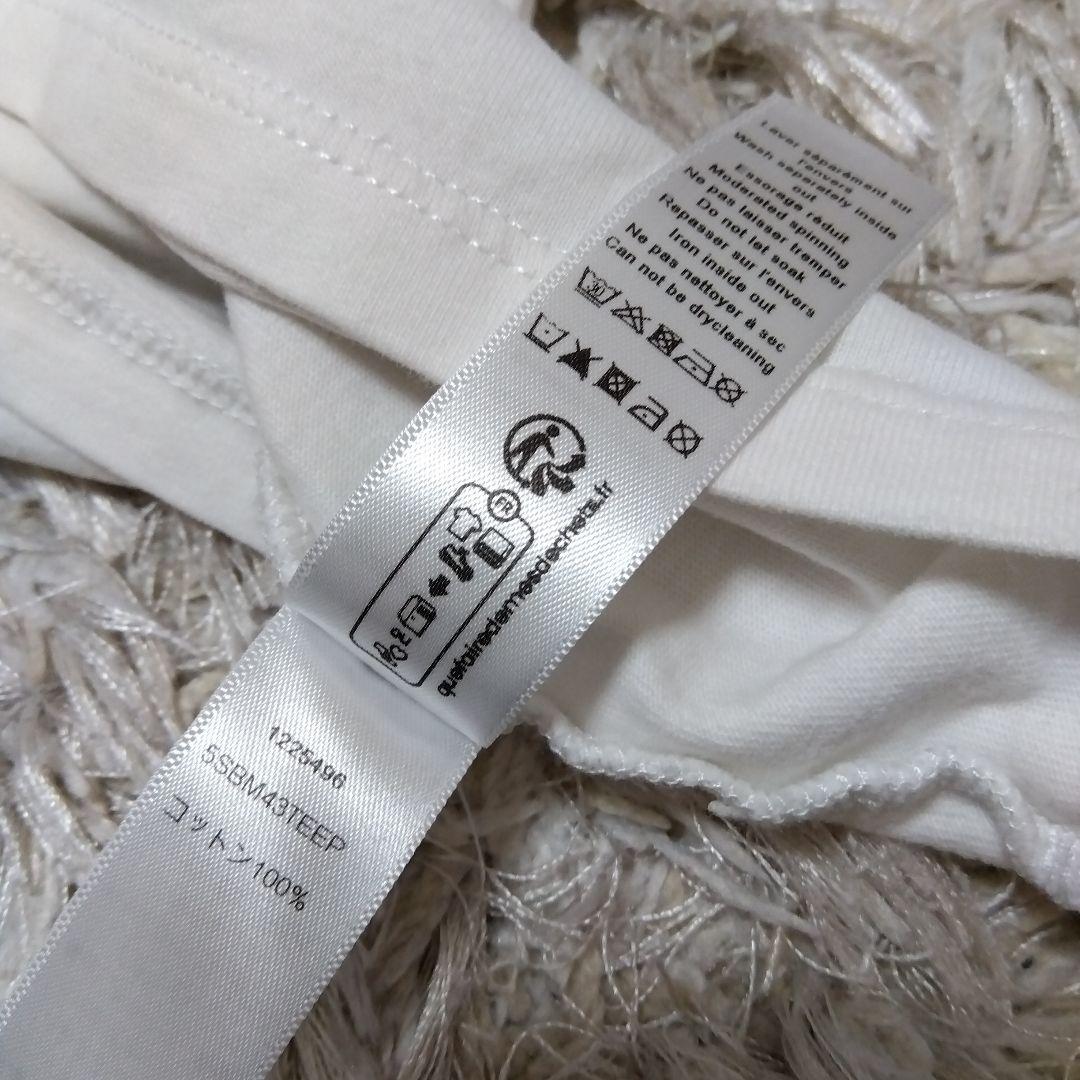 Laver séparément sur
l'envers
Wash separately inside
out
Essorage réduit
Moderated spinning
Ne pas laisser tremper
Do not let soak
Repasser sur l'envers
Iron inside out
Ne pas nettoyer à sec
Can not be drycleaning
30
FR
quefairedemesdechets.fr
1225496
5SBM43TEEP
コットン100%